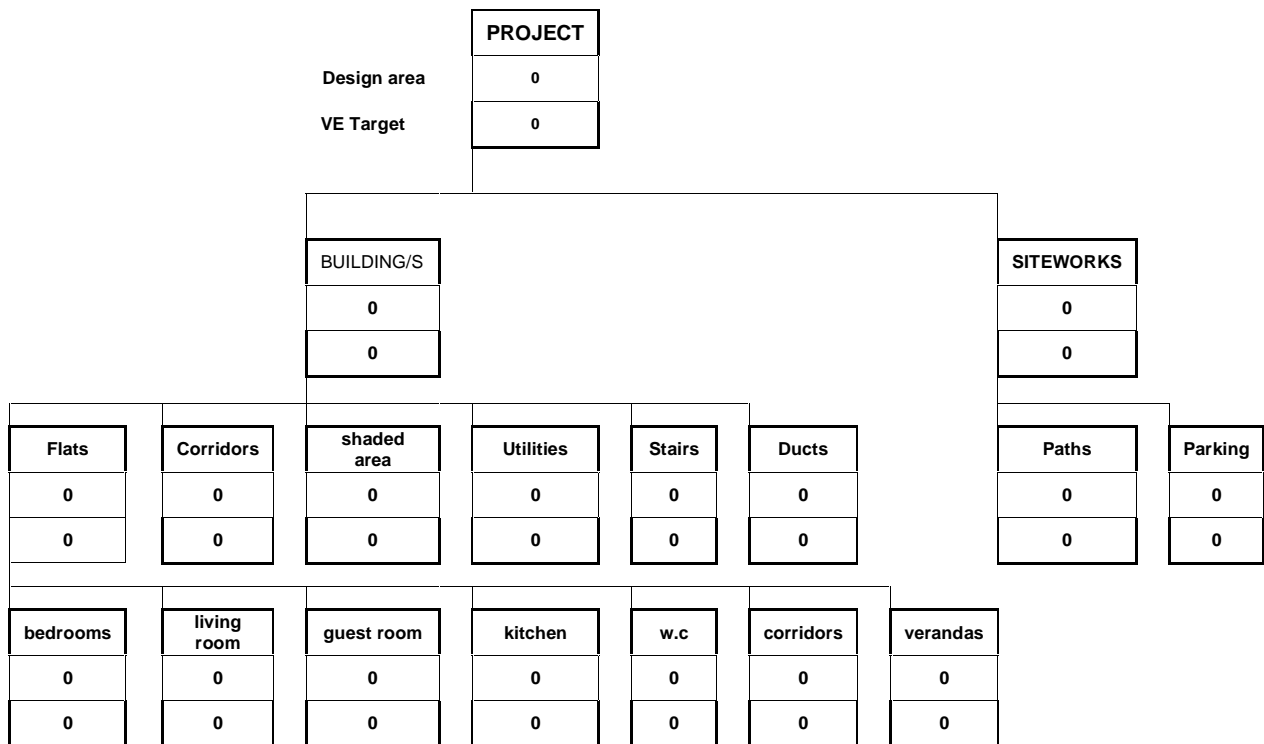 PROJECT
Design area 0
VE Target 0
BUILDING/S SITEWORKS
0 0
0 0
Flats Corridors shaded area Utilities Stairs Ducts Paths Parking
0 0 0 0 0 0 0 0
0 0 0 0 0 0 0 0
bedrooms living room guest room kitchen w.c corridors verandas
0 0 0 0 0 0 0
0 0 0 0 0 0 0